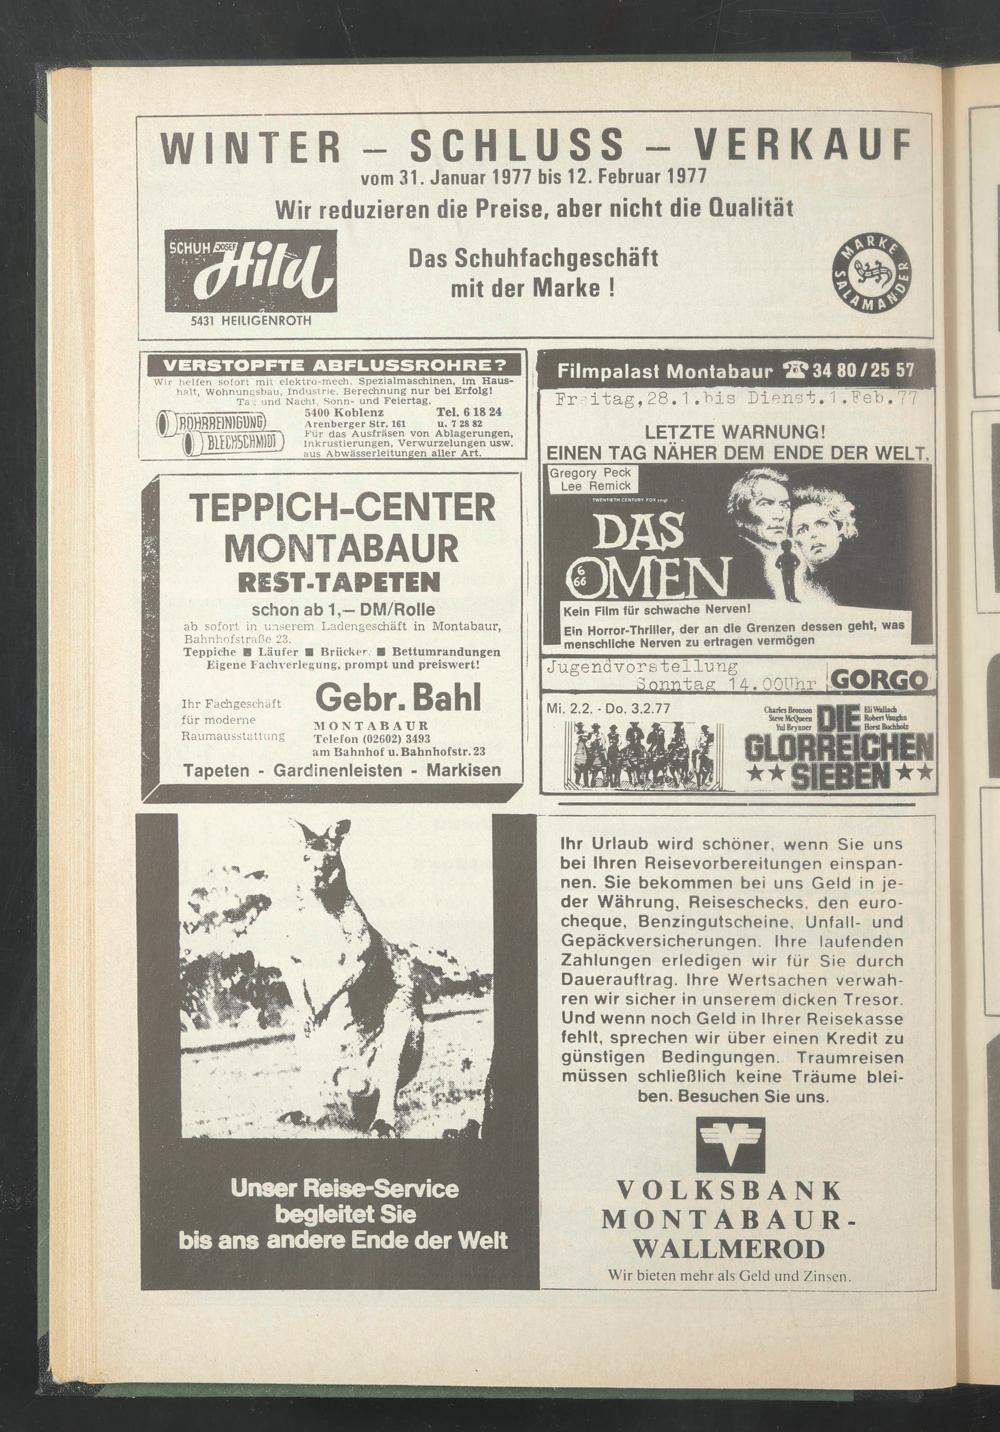 WINTER – SCHLUSS – VERKAUF
vom 31. Januar 1977 bis 12. Februar 1977
Wir reduzieren die Preise, aber nicht die Qualität
SCHUH JOSEF
Hild
5431 HEILIGENROTH
Das Schuhfachgeschäft
mit der Marke !
MARKE
SALAMANDER
VERSTOPFTE ABFLUSSROHRE?
Wir helfen sofort mit elektro-mech. Spezialmaschinen, im Haus-
halt, Wohnungsbau, Industrie. Berechnung nur bei Erfolg!
Tag und Nacht, Sonn- und Feiertag.
ROHRREINIGUNG
BLECHSCHMIDT
5400 Koblenz Tel. 6 18 24
Arenberger Str. 161 u. 7 28 82
Für das Ausfräsen von Ablagerungen,
Inkrustierungen, Verwurzelungen usw.
aus Abwässerleitungen aller Art.
TEPPICH-CENTER
MONTABAUR
REST-TAPETEN
schon ab 1,— DM/Rolle
ab sofort in unserem Ladengeschäft in Montabaur,
Bahnhofstraße 23.
Teppiche ■ Läufer ■ Brücken ■ Bettumrandungen
Eigene Fachverlegung, prompt und preiswert!
Ihr Fachgeschäft
für moderne
Raumausstattung
Gebr. Bahl
MONTABAUR
Telefon (02602) 3493
am Bahnhof u. Bahnhofstr. 23
Tapeten - Gardinenleisten - Markisen
Filmpalast Montabaur ☎ 34 80 / 25 57
Freitag,28.1.bis Dienst.1.Feb.77
LETZTE WARNUNG!
EINEN TAG NÄHER DEM ENDE DER WELT.
Gregory Peck
Lee Remick
TWENTIETH CENTURY FOX zeigt
DAS
OMEN
6
66
Kein Film für schwache Nerven!
Ein Horror-Thriller, der an die Grenzen dessen geht, was
menschliche Nerven zu ertragen vermögen
Jugendvorstellung
Sonntag 14.00Uhr GORGO
Mi. 2.2. - Do. 3.2.77
Charles Bronson
Steve McQueen
Yul Brynner
DIE
Eli Wallach
Robert Vaughn
Horst Buchholz
GLORREICHEN
★★ SIEBEN ★★
Unser Reise-Service
begleitet Sie
bis ans andere Ende der Welt
Ihr Urlaub wird schöner, wenn Sie uns
bei Ihren Reisevorbereitungen einspan-
nen. Sie bekommen bei uns Geld in je-
der Währung, Reiseschecks, den euro-
cheque, Benzingutscheine, Unfall- und
Gepäckversicherungen. Ihre laufenden
Zahlungen erledigen wir für Sie durch
Dauerauftrag. Ihre Wertsachen verwah-
ren wir sicher in unserem dicken Tresor.
Und wenn noch Geld in Ihrer Reisekasse
fehlt, sprechen wir über einen Kredit zu
günstigen Bedingungen. Traumreisen
müssen schließlich keine Träume blei-
ben. Besuchen Sie uns.
VOLKSBANK
MONTABAUR-
WALLMEROD
Wir bieten mehr als Geld und Zinsen.